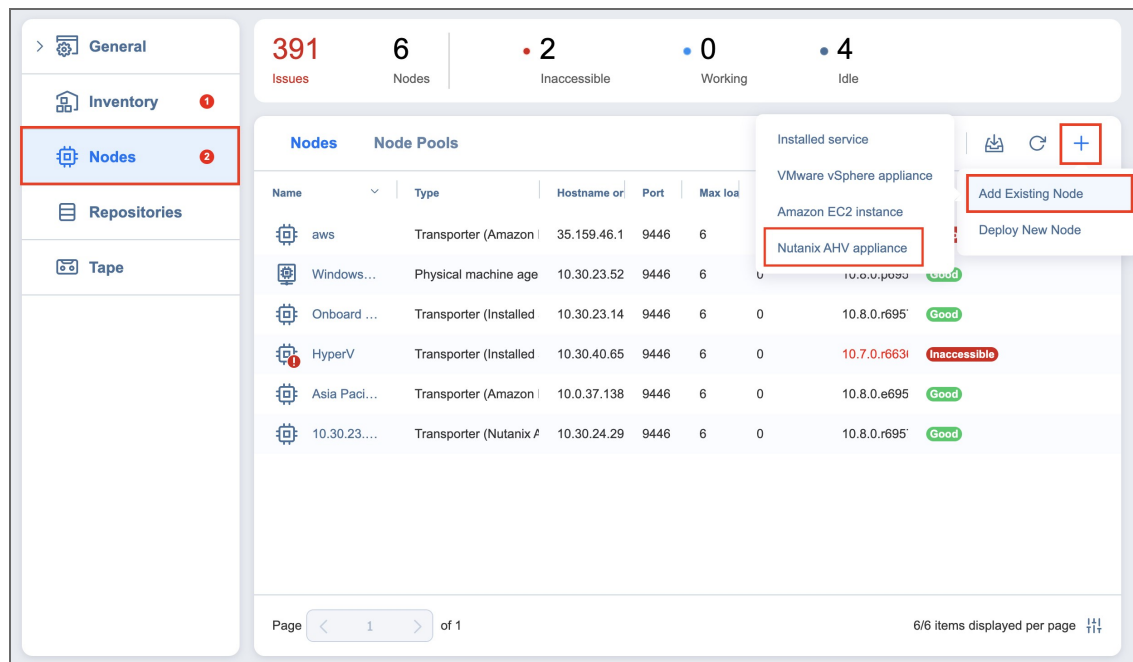 General
Inventory 1
Nodes 2
Repositories
Tape
391 6 2 0 4
Issues Nodes Inaccessible Working Idle
Nodes Node Pools
Installed service
VMware vSphere appliance
Amazon EC2 instance
Nutanix AHV appliance
Add Existing Node
Deploy New Node
Name Type Hostname or Port Max loa
aws Transporter (Amazon 35.159.46.1 9446 6
Windows... Physical machine age 10.30.23.52 9446 6 0 10.8.0.p695 Good
Onboard ... Transporter (Installed 10.30.23.14 9446 6 0 10.8.0.r695 Good
HyperV Transporter (Installed 10.30.40.65 9446 6 0 10.7.0.r663 Inaccessible
Asia Paci... Transporter (Amazon 10.0.37.138 9446 6 0 10.8.0.e695 Good
10.30.23.... Transporter (Nutanix A 10.30.24.29 9446 6 0 10.8.0.r695 Good
Page 1 of 1
6/6 items displayed per page